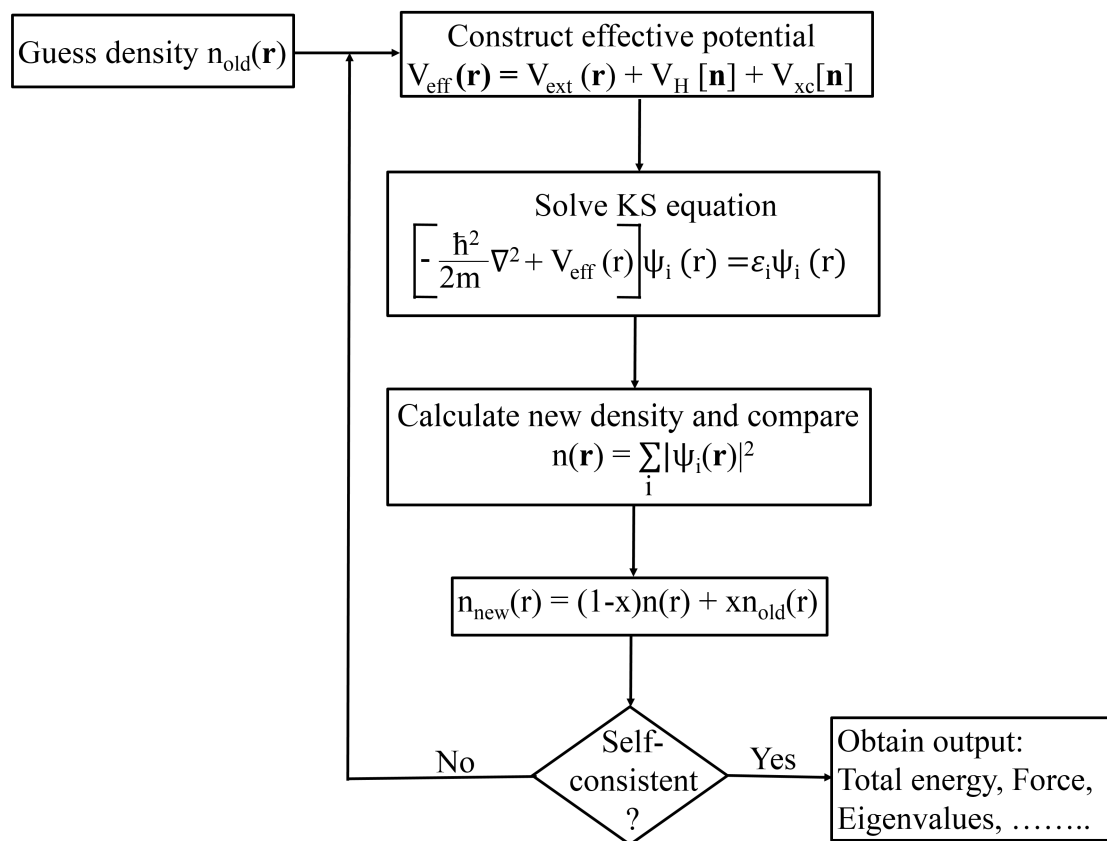 Guess density n_old(r)
Construct effective potential
V_eff(r) = V_ext (r) + V_H [n] + V_xc[n]
Solve KS equation
[- ħ²/2m ∇² + V_eff (r)] ψ_i (r) = ε_i ψ_i (r)
Calculate new density and compare
n(r) = ∑_i |ψ_i(r)|²
n_new(r) = (1-x)n(r) + xn_old(r)
Self-
consistent
?
No
Yes
Obtain output:
Total energy, Force,
Eigenvalues, ……..